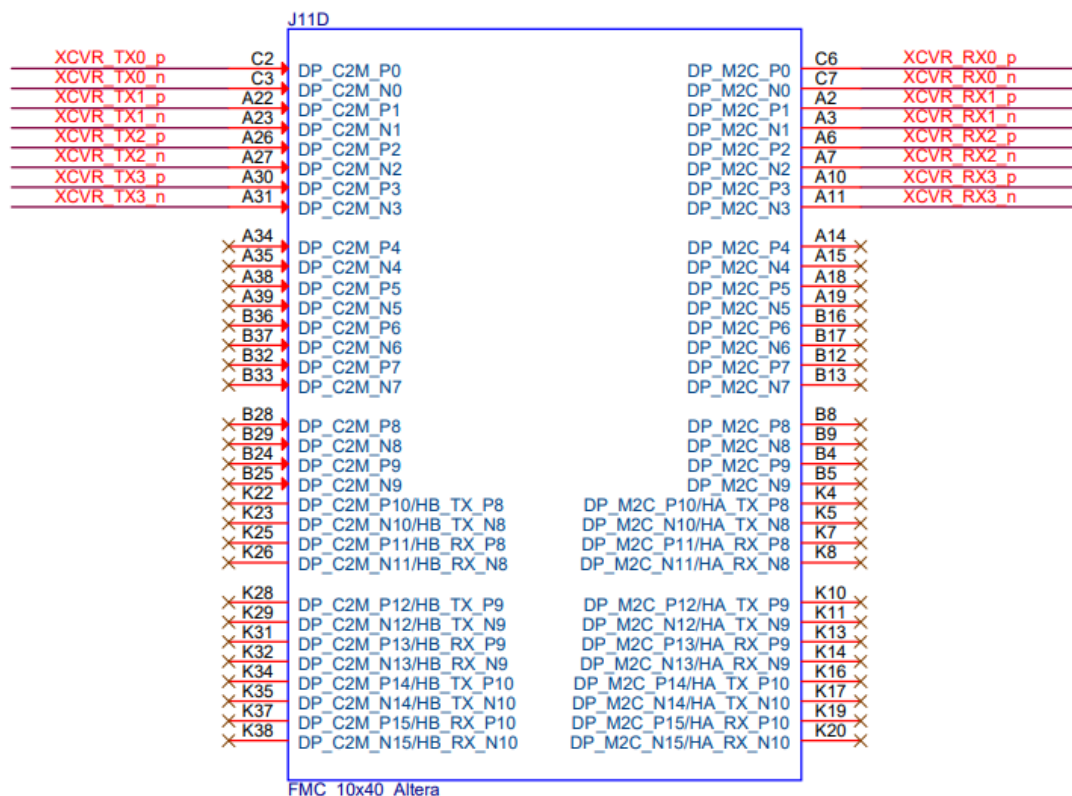 J11D
XCVR_TX0_p C2 DP_C2M_P0 DP_M2C_P0 C6 XCVR_RX0_p
XCVR_TX0_n C3 DP_C2M_N0 DP_M2C_N0 C7 XCVR_RX0_n
XCVR_TX1_p A22 DP_C2M_P1 DP_M2C_P1 A2 XCVR_RX1_p
XCVR_TX1_n A23 DP_C2M_N1 DP_M2C_N1 A3 XCVR_RX1_n
XCVR_TX2_p A26 DP_C2M_P2 DP_M2C_P2 A6 XCVR_RX2_p
XCVR_TX2_n A27 DP_C2M_N2 DP_M2C_N2 A7 XCVR_RX2_n
XCVR_TX3_p A30 DP_C2M_P3 DP_M2C_P3 A10 XCVR_RX3_p
XCVR_TX3_n A31 DP_C2M_N3 DP_M2C_N3 A11 XCVR_RX3_n
A34 DP_C2M_P4 DP_M2C_P4 A14
A35 DP_C2M_N4 DP_M2C_N4 A15
A38 DP_C2M_P5 DP_M2C_P5 A18
A39 DP_C2M_N5 DP_M2C_N5 A19
B36 DP_C2M_P6 DP_M2C_P6 B16
B37 DP_C2M_N6 DP_M2C_N6 B17
B32 DP_C2M_P7 DP_M2C_P7 B12
B33 DP_C2M_N7 DP_M2C_N7 B13
B28 DP_C2M_P8 DP_M2C_P8 B8
B29 DP_C2M_N8 DP_M2C_N8 B9
B24 DP_C2M_P9 DP_M2C_P9 B4
B25 DP_C2M_N9 DP_M2C_N9 B5
K22 DP_C2M_P10/HB_TX_P8 DP_M2C_P10/HA_TX_P8 K4
K23 DP_C2M_N10/HB_TX_N8 DP_M2C_N10/HA_TX_N8 K5
K25 DP_C2M_P11/HB_RX_P8 DP_M2C_P11/HA_RX_P8 K7
K26 DP_C2M_N11/HB_RX_N8 DP_M2C_N11/HA_RX_N8 K8
K28 DP_C2M_P12/HB_TX_P9 DP_M2C_P12/HA_TX_P9 K10
K29 DP_C2M_N12/HB_TX_N9 DP_M2C_N12/HA_TX_N9 K11
K31 DP_C2M_P13/HB_RX_P9 DP_M2C_P13/HA_RX_P9 K13
K32 DP_C2M_N13/HB_RX_N9 DP_M2C_N13/HA_RX_N9 K14
K34 DP_C2M_P14/HB_TX_P10 DP_M2C_P14/HA_TX_P10 K16
K35 DP_C2M_N14/HB_TX_N10 DP_M2C_N14/HA_TX_N10 K17
K37 DP_C2M_P15/HB_RX_P10 DP_M2C_P15/HA_RX_P10 K19
K38 DP_C2M_N15/HB_RX_N10 DP_M2C_N15/HA_RX_N10 K20
FMC_10x40_Altera